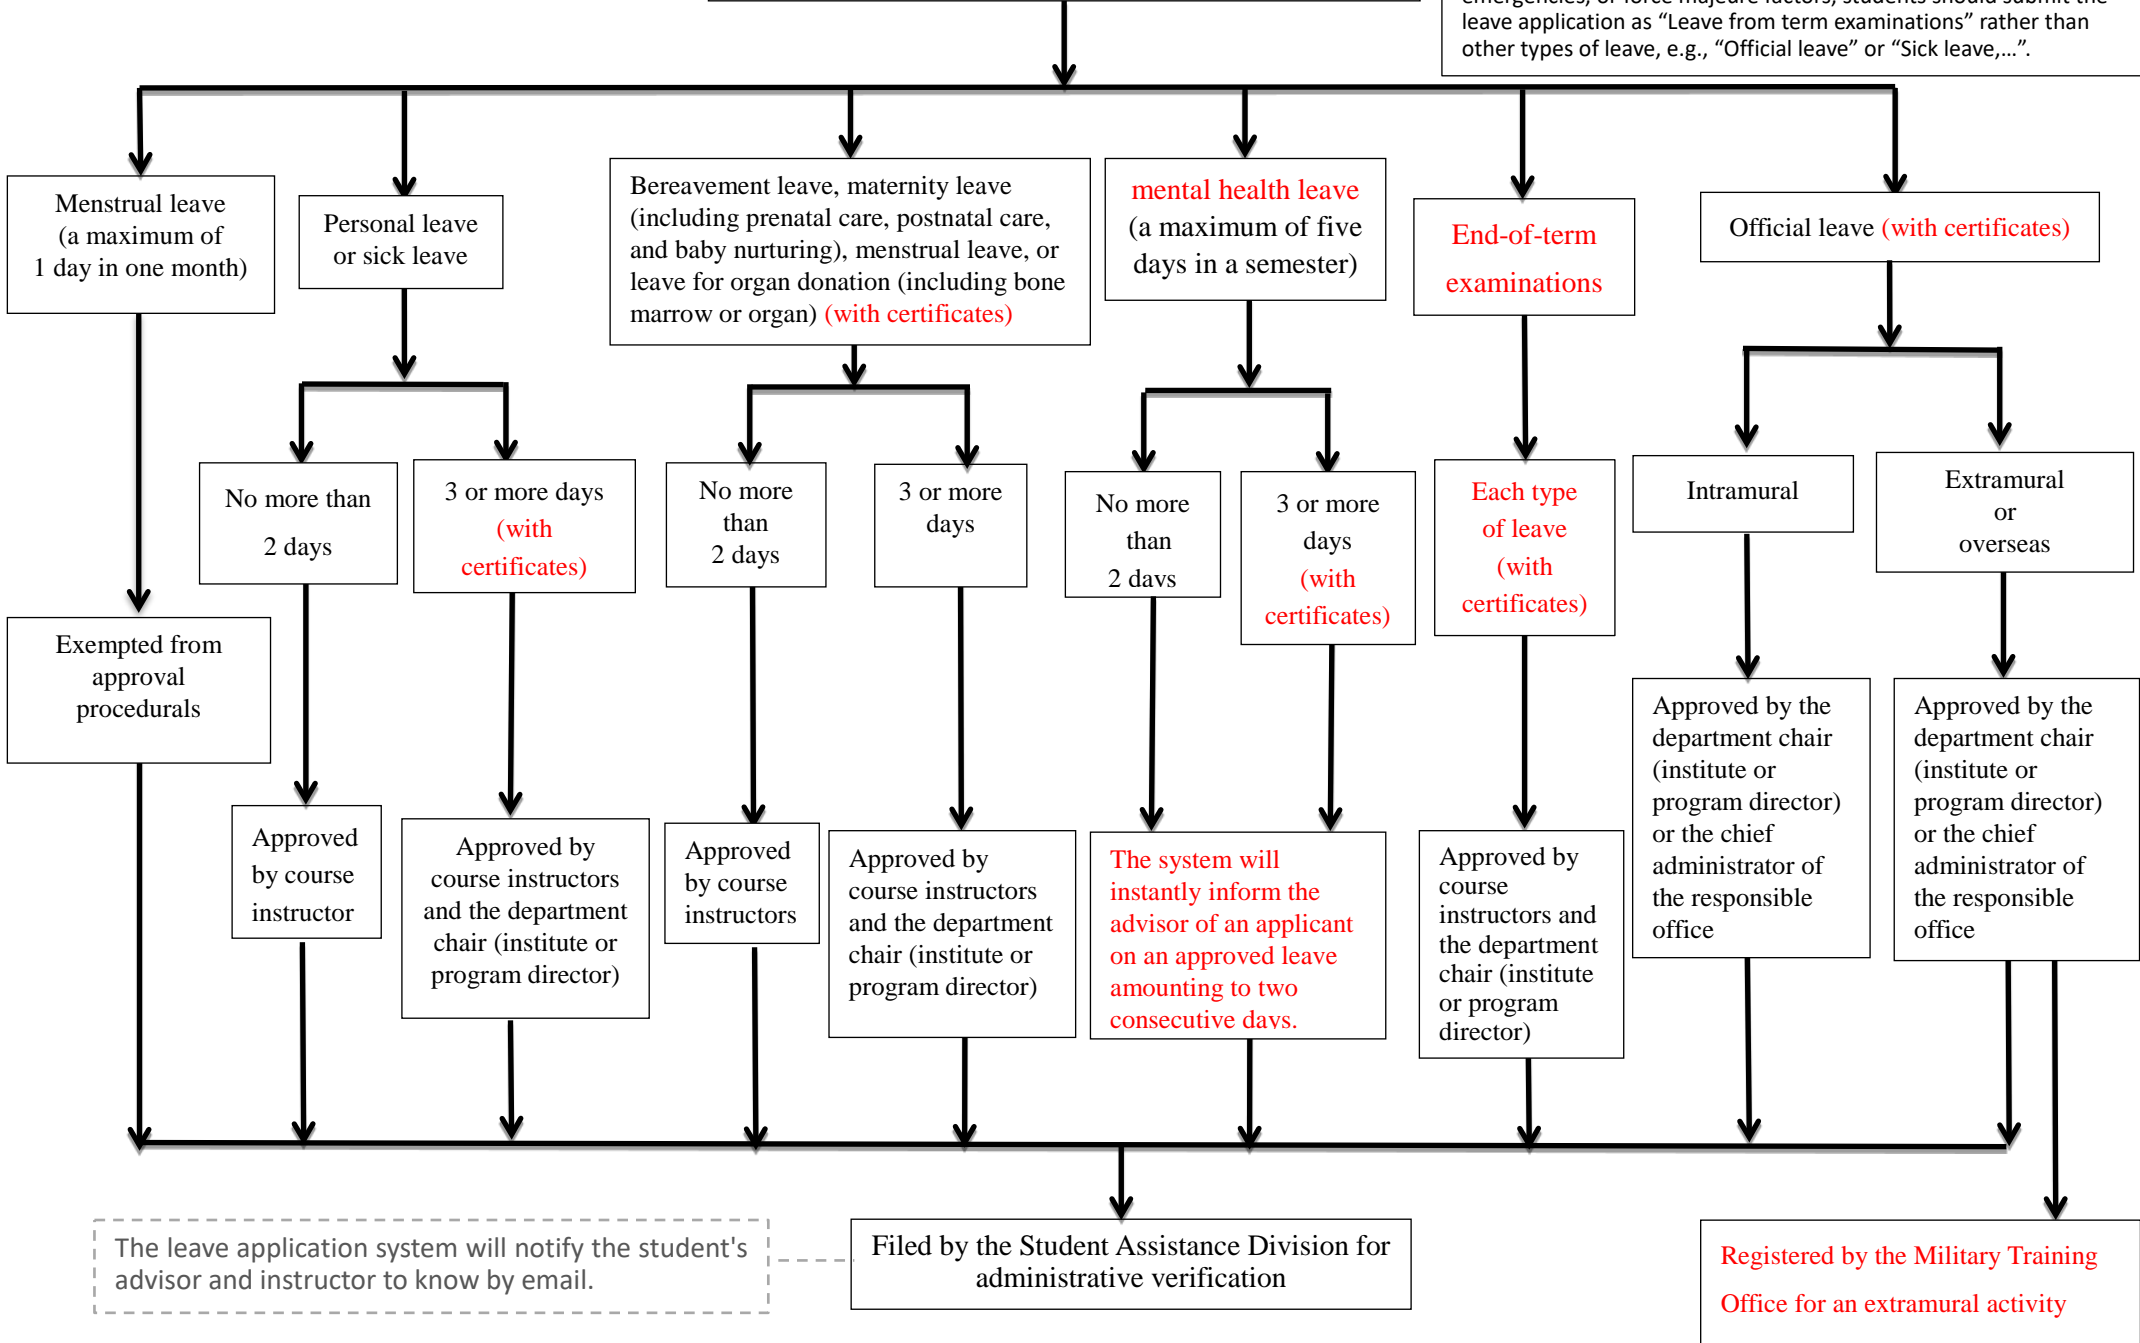 emergencies, or force majeure factors, students should submit the
leave application as “Leave from term examinations” rather than
other types of leave, e.g., “Official leave” or “Sick leave,…”.
Menstrual leave
(a maximum of
1 day in one month)
Personal leave
or sick leave
Bereavement leave, maternity leave
(including prenatal care, postnatal care,
and baby nurturing), menstrual leave, or
leave for organ donation (including bone
marrow or organ) (with certificates)
mental health leave
(a maximum of five
days in a semester)
End-of-term
examinations
Official leave (with certificates)
No more than
2 days
3 or more days
(with
certificates)
No more
than
2 days
3 or more
days
No more
than
2 days
3 or more
days
(with
certificates)
Each type
of leave
(with
certificates)
Intramural
Extramural
or
overseas
Exempted from
approval
procedurals
Approved
by course
instructor
Approved by
course instructors
and the department
chair (institute or
program director)
Approved
by course
instructors
Approved by
course instructors
and the department
chair (institute or
program director)
The system will
instantly inform the
advisor of an applicant
on an approved leave
amounting to two
consecutive days.
Approved by
course
instructors and
the department
chair (institute
or program
director)
Approved by the
department chair
(institute or
program director)
or the chief
administrator of
the responsible
office
Approved by the
department chair
(institute or
program director)
or the chief
administrator of
the responsible
office
The leave application system will notify the student's
advisor and instructor to know by email.
Filed by the Student Assistance Division for
administrative verification
Registered by the Military Training
Office for an extramural activity